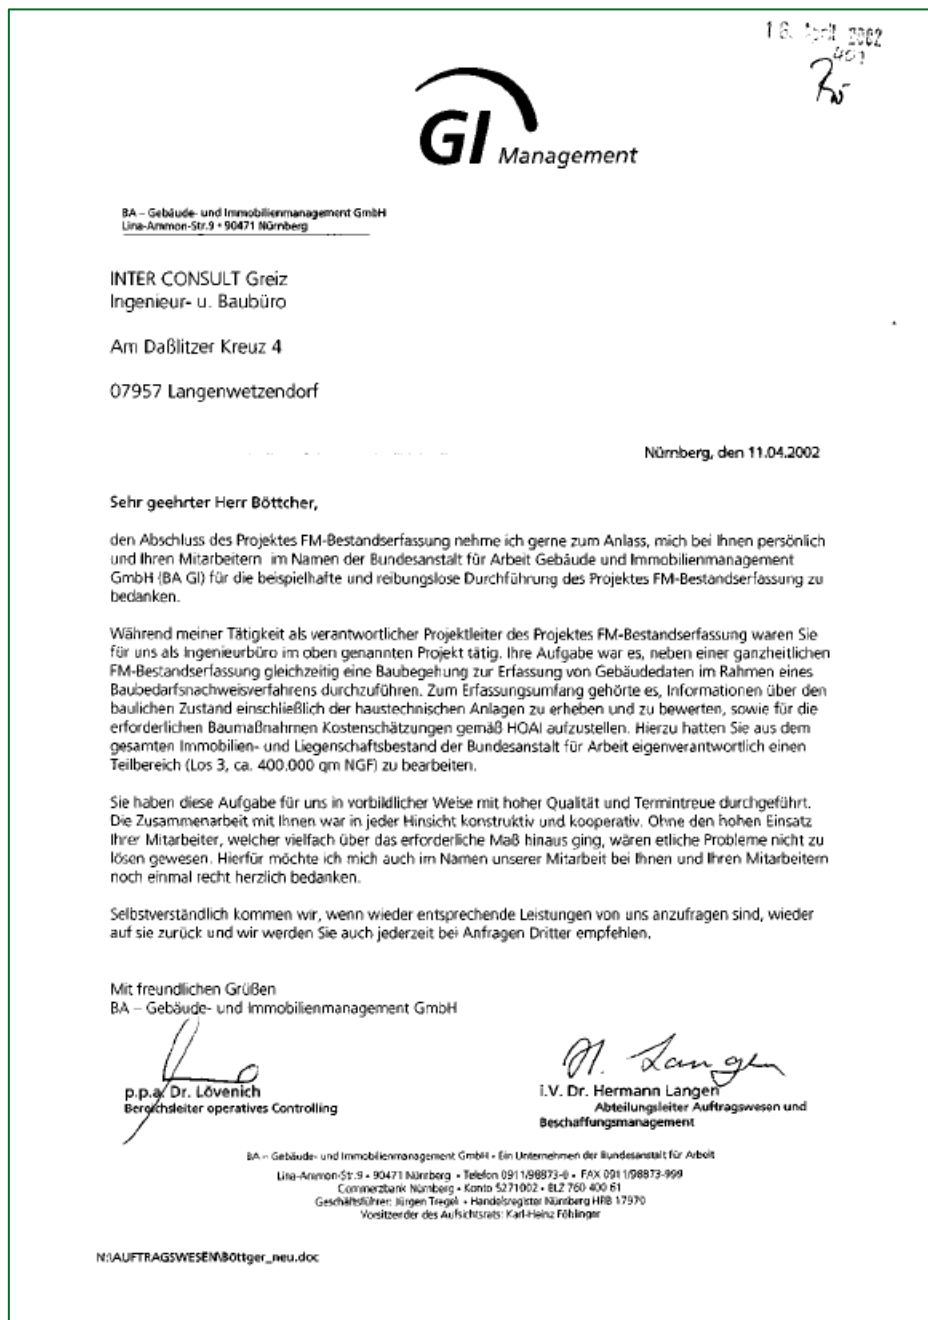 April 2002
GI Management
BA – Gebäude- und Immobilienmanagement GmbH
Lina-Ammon-Str.9 • 90471 Nürnberg
INTER CONSULT Greiz
Ingenieur- u. Baubüro
Am Daßlitzer Kreuz 4
07957 Langenwetzendorf
Nürnberg, den 11.04.2002
Sehr geehrter Herr Böttcher,
den Abschluss des Projektes FM-Bestandserfassung nehme ich gerne zum Anlass, mich bei Ihnen persönlich
und Ihren Mitarbeitern im Namen der Bundesanstalt für Arbeit Gebäude und Immobilienmanagement
GmbH (BA GI) für die beispielhafte und reibungslose Durchführung des Projektes FM-Bestandserfassung zu
bedanken.
Während meiner Tätigkeit als verantwortlicher Projektleiter des Projektes FM-Bestandserfassung waren Sie
für uns als Ingenieurbüro im oben genannten Projekt tätig. Ihre Aufgabe war es, neben einer ganzheitlichen
FM-Bestandserfassung gleichzeitig eine Baubegehung zur Erfassung von Gebäudedaten im Rahmen eines
Baubedarfsnachweisverfahrens durchzuführen. Zum Erfassungsumfang gehörte es, Informationen über den
baulichen Zustand einschließlich der haustechnischen Anlagen zu erheben und zu bewerten, sowie für die
erforderlichen Baumaßnahmen Kostenschätzungen gemäß HOAI aufzustellen. Hierzu hatten Sie aus dem
gesamten Immobilien- und Liegenschaftsbestand der Bundesanstalt für Arbeit eigenverantwortlich einen
Teilbereich (Los 3, ca. 400.000 qm NGF) zu bearbeiten.
Sie haben diese Aufgabe für uns in vorbildlicher Weise mit hoher Qualität und Termintreue durchgeführt.
Die Zusammenarbeit mit Ihnen war in jeder Hinsicht konstruktiv und kooperativ. Ohne den hohen Einsatz
Ihrer Mitarbeiter, welcher vielfach über das erforderliche Maß hinaus ging, wären etliche Probleme nicht zu
lösen gewesen. Hierfür möchte ich mich auch im Namen unserer Mitarbeit bei Ihnen und Ihren Mitarbeitern
noch einmal recht herzlich bedanken.
Selbstverständlich kommen wir, wenn wieder entsprechende Leistungen von uns anzufragen sind, wieder
auf sie zurück und wir werden Sie auch jederzeit bei Anfragen Dritter empfehlen.
Mit freundlichen Grüßen
BA – Gebäude- und Immobilienmanagement GmbH
H. Langen
p.p.a. Dr. Lövenich
Bereichsleiter operatives Controlling
i.V. Dr. Hermann Langen
Abteilungsleiter Auftragswesen und
Beschaffungsmanagement
BA – Gebäude- und Immobilienmanagement GmbH • Ein Unternehmen der Bundesanstalt für Arbeit
Lina-Ammon-Str.9 • 90471 Nürnberg • Telefon 0911/98873-0 • FAX 0911/98873-999
Commerzbank Nürnberg • Konto 5271002 • BLZ 760 400 61
Geschäftsführer: Jürgen Tregel • Handelsregister Nürnberg HRB 17970
Vorsitzender des Aufsichtsrats: Karl-Heinz Föhlinger
N:\AUFTRAGSWESEN\Böttger_neu.doc